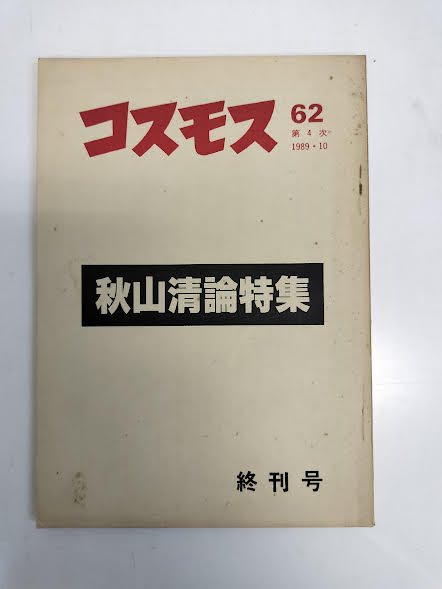 コスモス
62
第4次
1989・10
秋山清論特集
終刊号